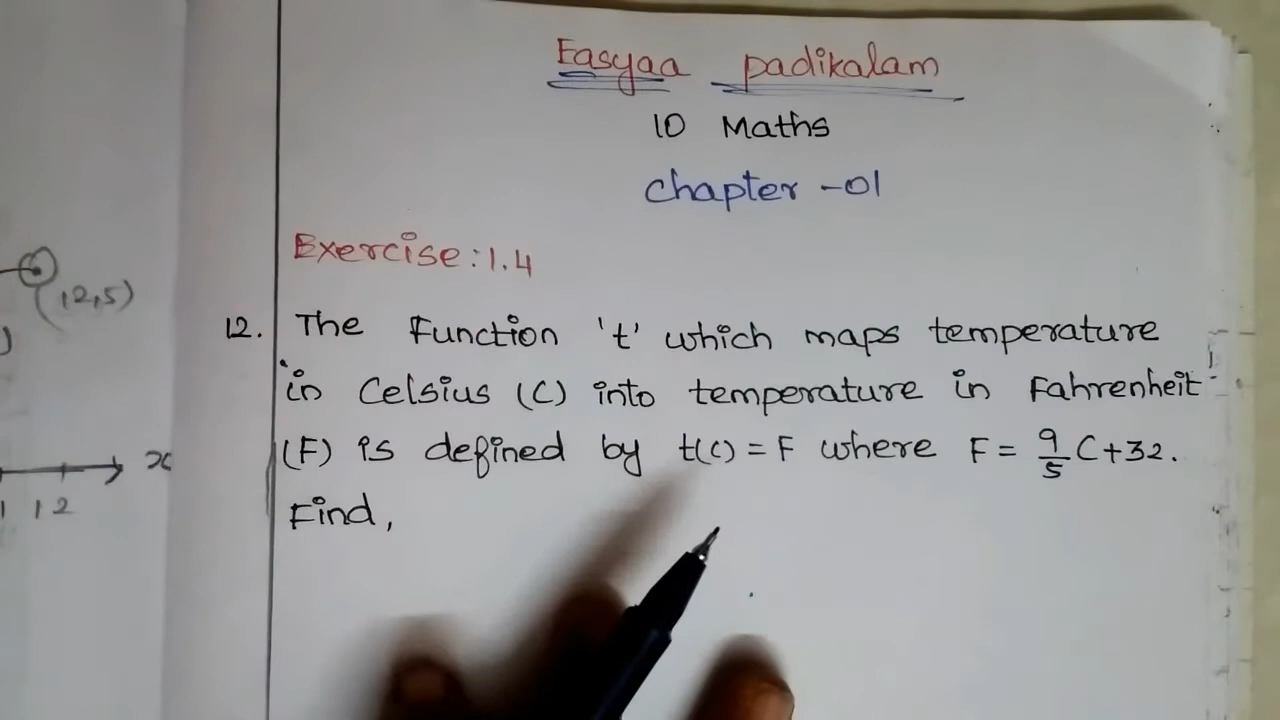 Easyaa padikalam
10 Maths
Chapter -01
Exercise: 1.4
12. The Function 't' which maps temperature
in Celsius (C) into temperature in Fahrenheit
(F) is defined by t(C) = F where F = 9/5 C+32.
Find,
(12,5)
x
1 2